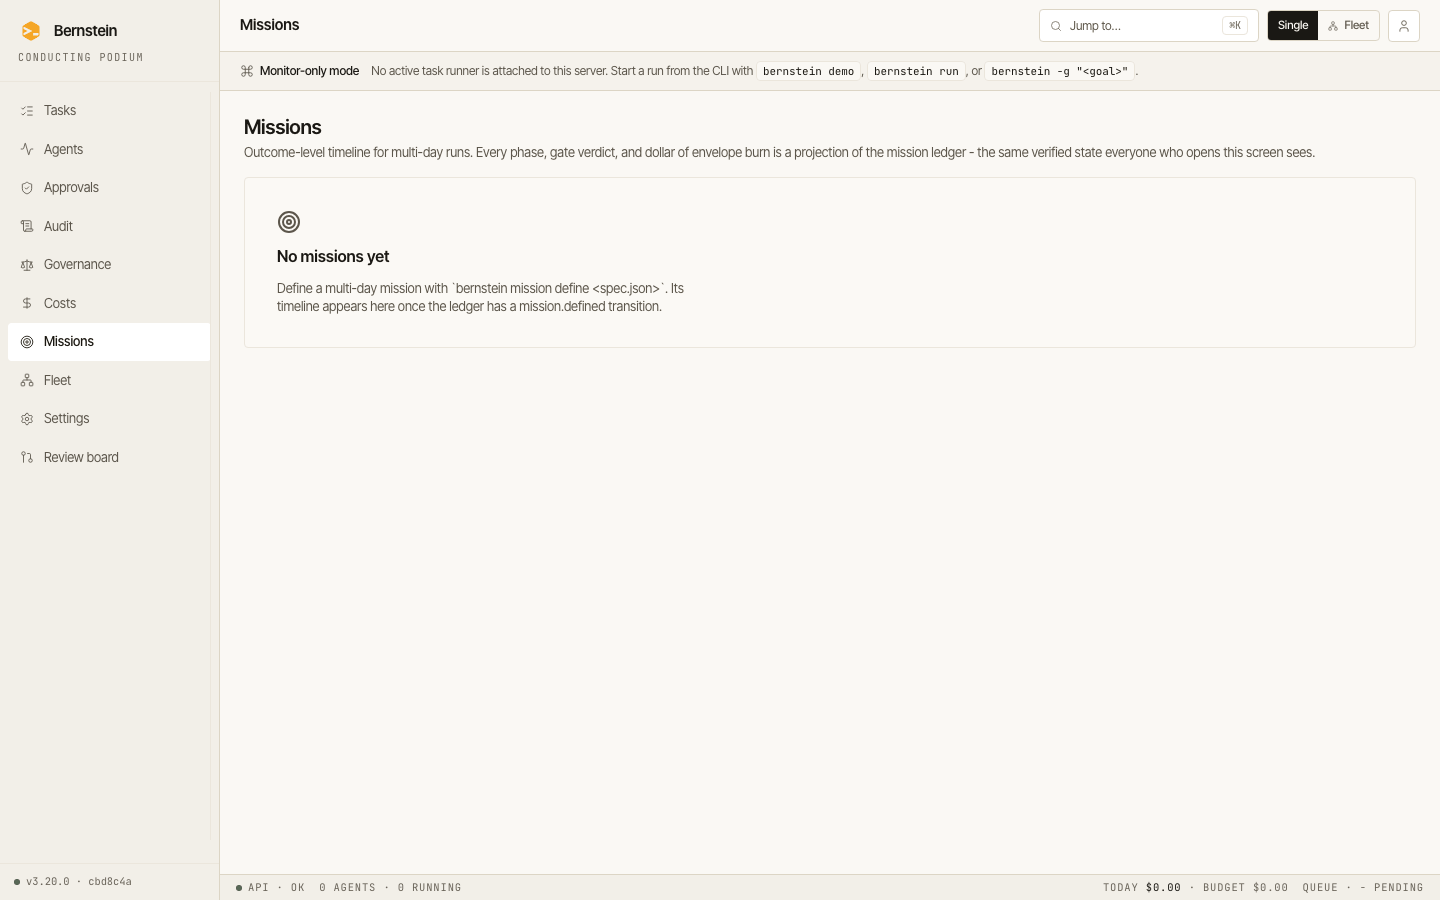 Bernstein
CONDUCTING PODIUM
Tasks
Agents
Approvals
Audit
Governance
Costs
Missions
Fleet
Settings
Review board
v3.20.0 · cbd8c4a
Missions
Jump to... ⌘K
Single Fleet
Monitor-only mode No active task runner is attached to this server. Start a run from the CLI with bernstein demo, bernstein run, or bernstein -g "<goal>".
Missions
Outcome-level timeline for multi-day runs. Every phase, gate verdict, and dollar of envelope burn is a projection of the mission ledger - the same verified state everyone who opens this screen sees.
No missions yet
Define a multi-day mission with `bernstein mission define <spec.json>`. Its
timeline appears here once the ledger has a mission.defined transition.
API · OK 0 AGENTS · 0 RUNNING
TODAY $0.00 · BUDGET $0.00 QUEUE · - PENDING